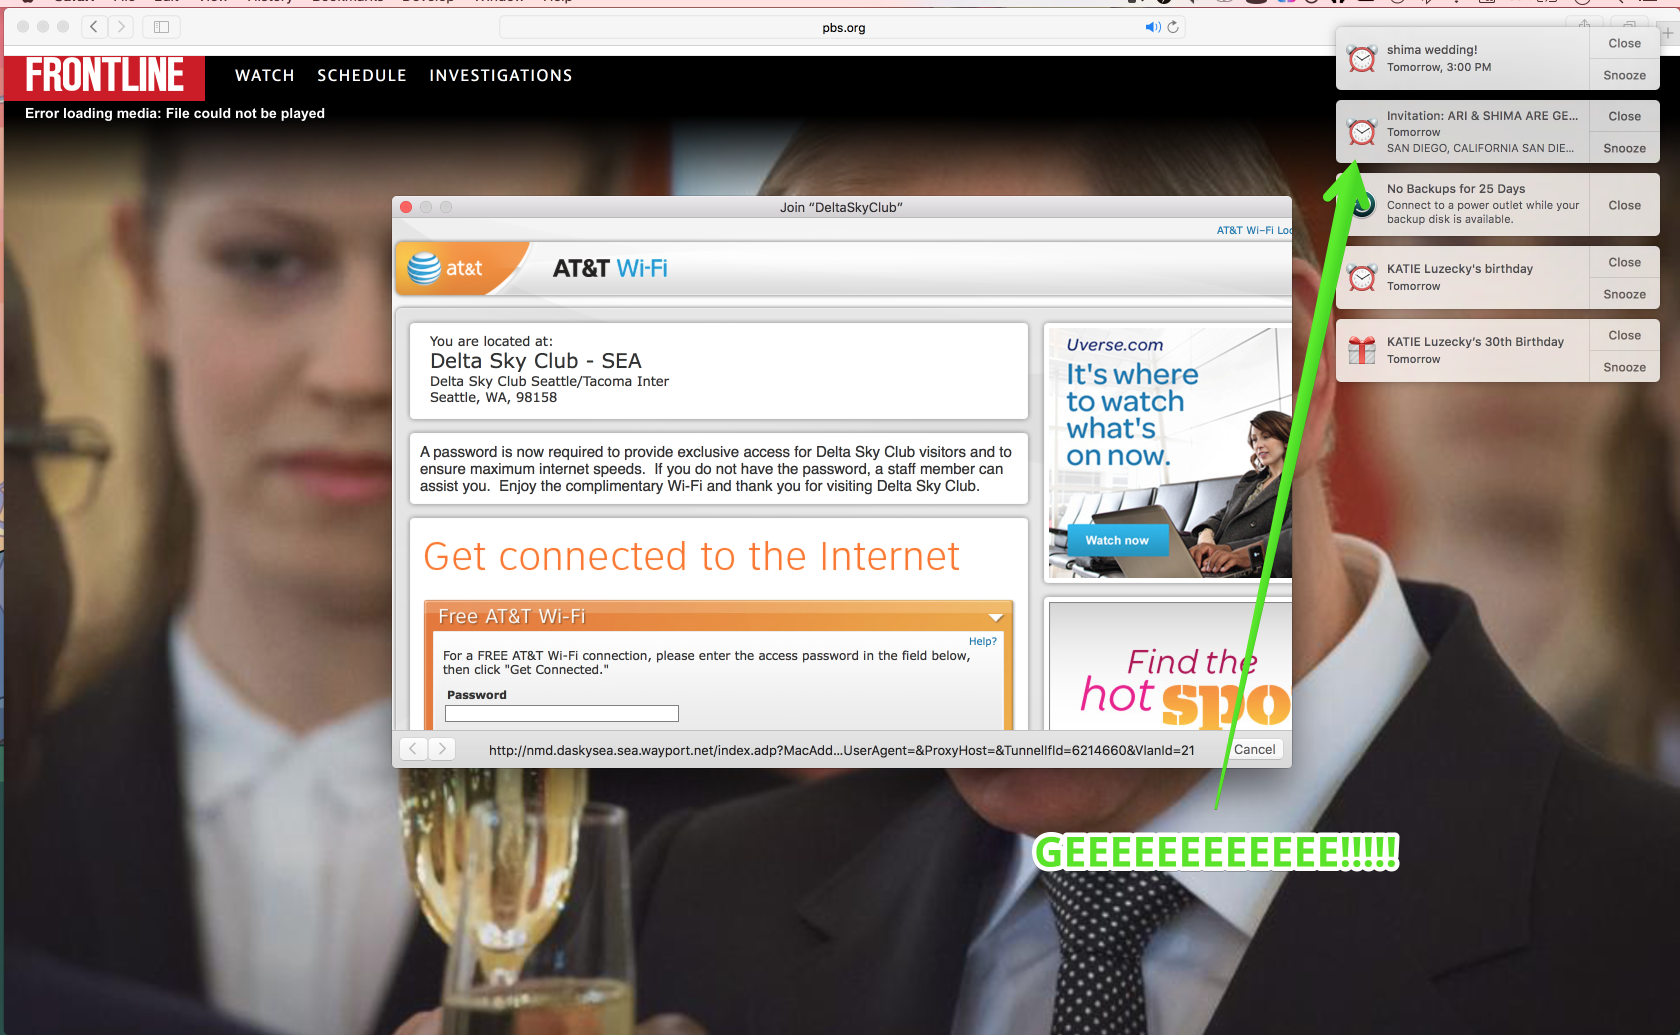 pbs.org
FRONTLINE
WATCH SCHEDULE INVESTIGATIONS
Error loading media: File could not be played
shima wedding!
Tomorrow, 3:00 PM
Close
Snooze
Invitation: ARI & SHIMA ARE GE...
Tomorrow
SAN DIEGO, CALIFORNIA SAN DIE...
Close
Snooze
No Backups for 25 Days
Connect to a power outlet while your
backup disk is available.
Close
KATIE Luzecky's birthday
Tomorrow
Close
Snooze
KATIE Luzecky's 30th Birthday
Tomorrow
Close
Snooze
Join “DeltaSkyClub”
AT&T Wi-Fi
at&t
AT&T Wi-Fi
You are located at:
Delta Sky Club - SEA
Delta Sky Club Seattle/Tacoma Inter
Seattle, WA, 98158
A password is now required to provide exclusive access for Delta Sky Club visitors and to
ensure maximum internet speeds. If you do not have the password, a staff member can
assist you. Enjoy the complimentary Wi-Fi and thank you for visiting Delta Sky Club.
Get connected to the Internet
Free AT&T Wi-Fi
Help?
For a FREE AT&T Wi-Fi connection, please enter the access password in the field below,
then click "Get Connected."
Password
Uverse.com
It's where
to watch
what's
on now.
Watch now
Find the
hot spo
http://nmd.daskysea.sea.wayport.net/index.adp?MacAdd...UserAgent=&ProxyHost=&TunnelIfId=6214660&VlanId=21
Cancel
GEEEEEEEEEEEE!!!!!